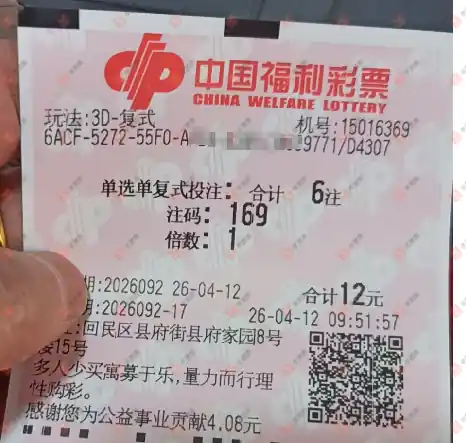 中国福利彩票
CHINA WELFARE LOTTERY
玩法:3D-复式
机号:15016369
6ACF-5272-55F0-A 9771/D4307
单选单复式投注: 合计 6注
注码: 169
倍数: 1
期:2026092 26-04-12 合计12元
期:2026092-17 26-04-12 09:51:57
:回民区县府街县府家园8号
楼15号
多人少买寓募于乐,量力而行理
性购彩。
感谢您为公益事业贡献4.08元